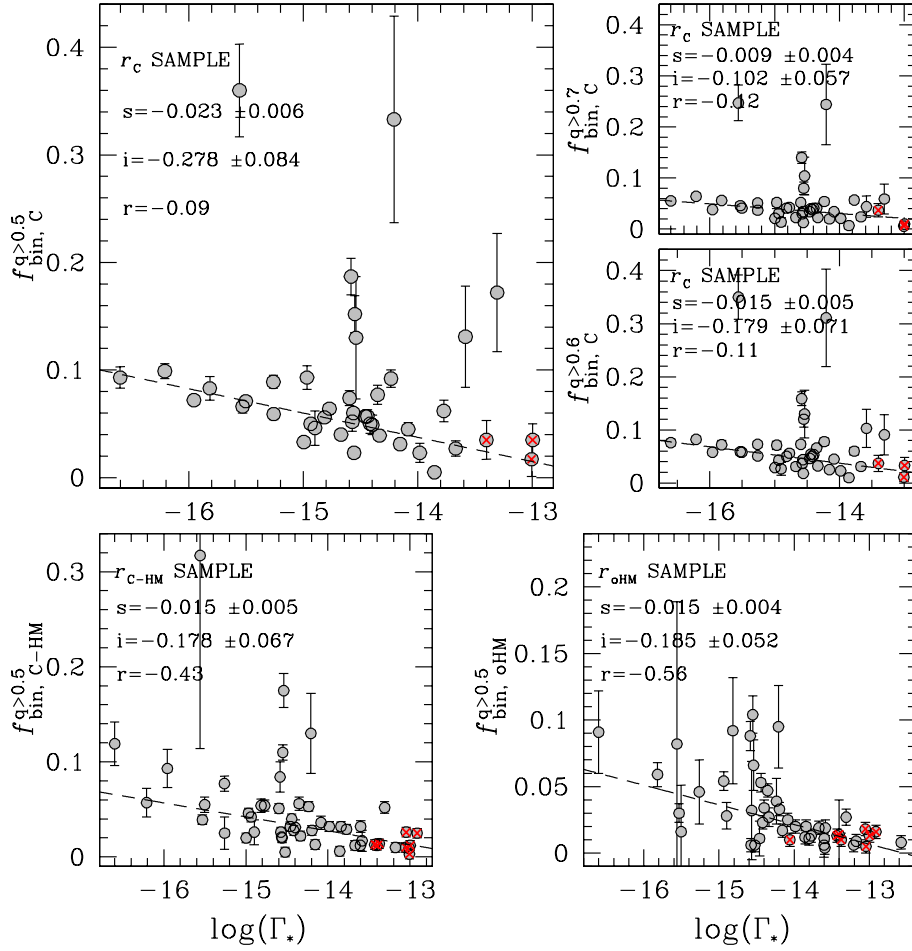 0.4
0.3
0.2
0.1
0
r_C SAMPLE
s=−0.023 ±0.006
i=−0.278 ±0.084
r=−0.09
f^{q>0.5}_{bin, C}
−16
−15
−14
−13
0.4
0.3
0.2
0.1
0
r_C SAMPLE
s=−0.009 ±0.004
i=−0.102 ±0.057
r=−0.12
f^{q>0.7}_{bin, C}
0.4
0.3
0.2
0.1
0
r_C SAMPLE
s=−0.015 ±0.005
i=−0.179 ±0.071
r=−0.11
f^{q>0.6}_{bin, C}
−16
−14
0.3
0.2
0.1
0
r_{C−HM} SAMPLE
s=−0.015 ±0.005
i=−0.178 ±0.067
r=−0.43
f^{q>0.5}_{bin, C−HM}
−16
−15
−14
−13
log(Γ_*)
0.2
0.15
0.1
0.05
0
r_{oHM} SAMPLE
s=−0.015 ±0.004
i=−0.185 ±0.052
r=−0.56
f^{q>0.5}_{bin, oHM}
−16
−15
−14
−13
log(Γ_*)